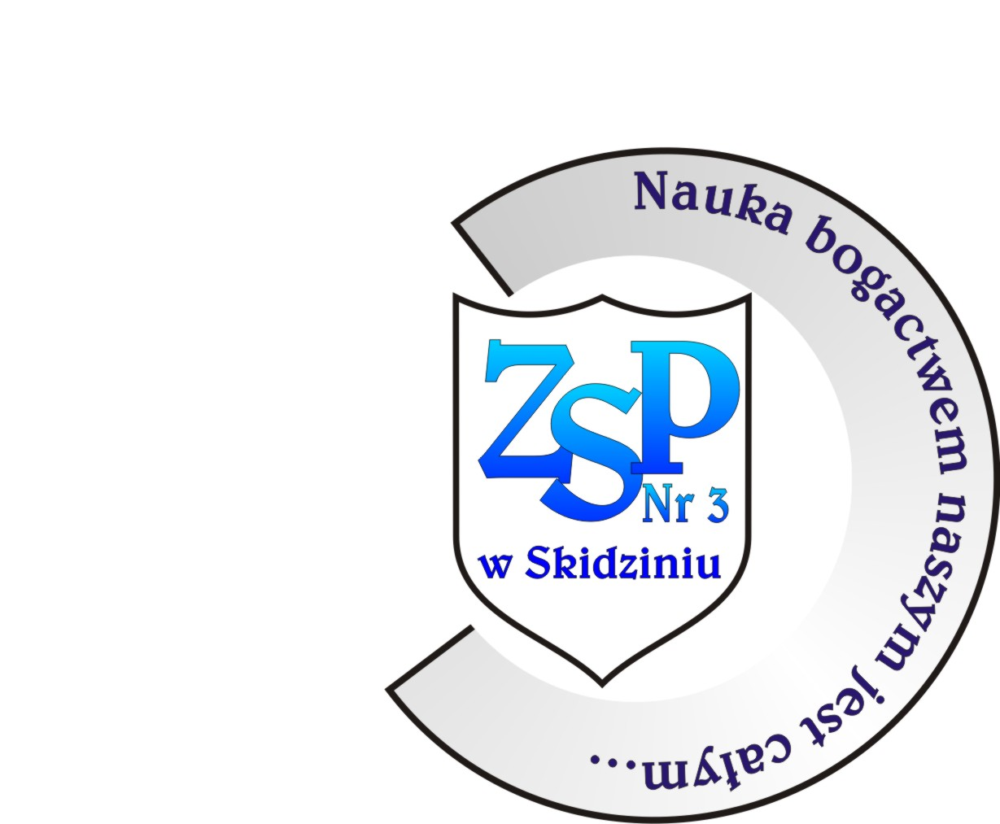 Nauka bogactwem naszym jest całym...
ZSP
Nr 3
w Skidziniu